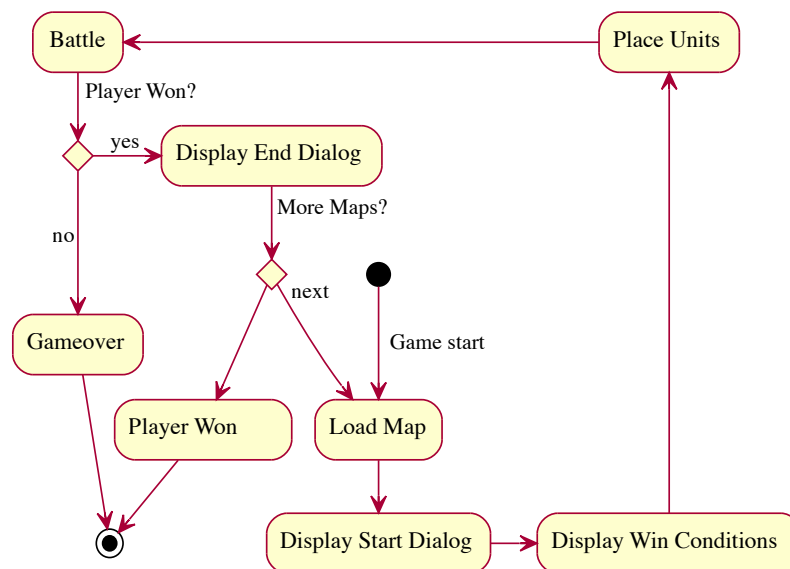 Battle
Place Units
Player Won?
yes
Display End Dialog
More Maps?
no
next
Gameover
Game start
Player Won
Load Map
Display Start Dialog
Display Win Conditions